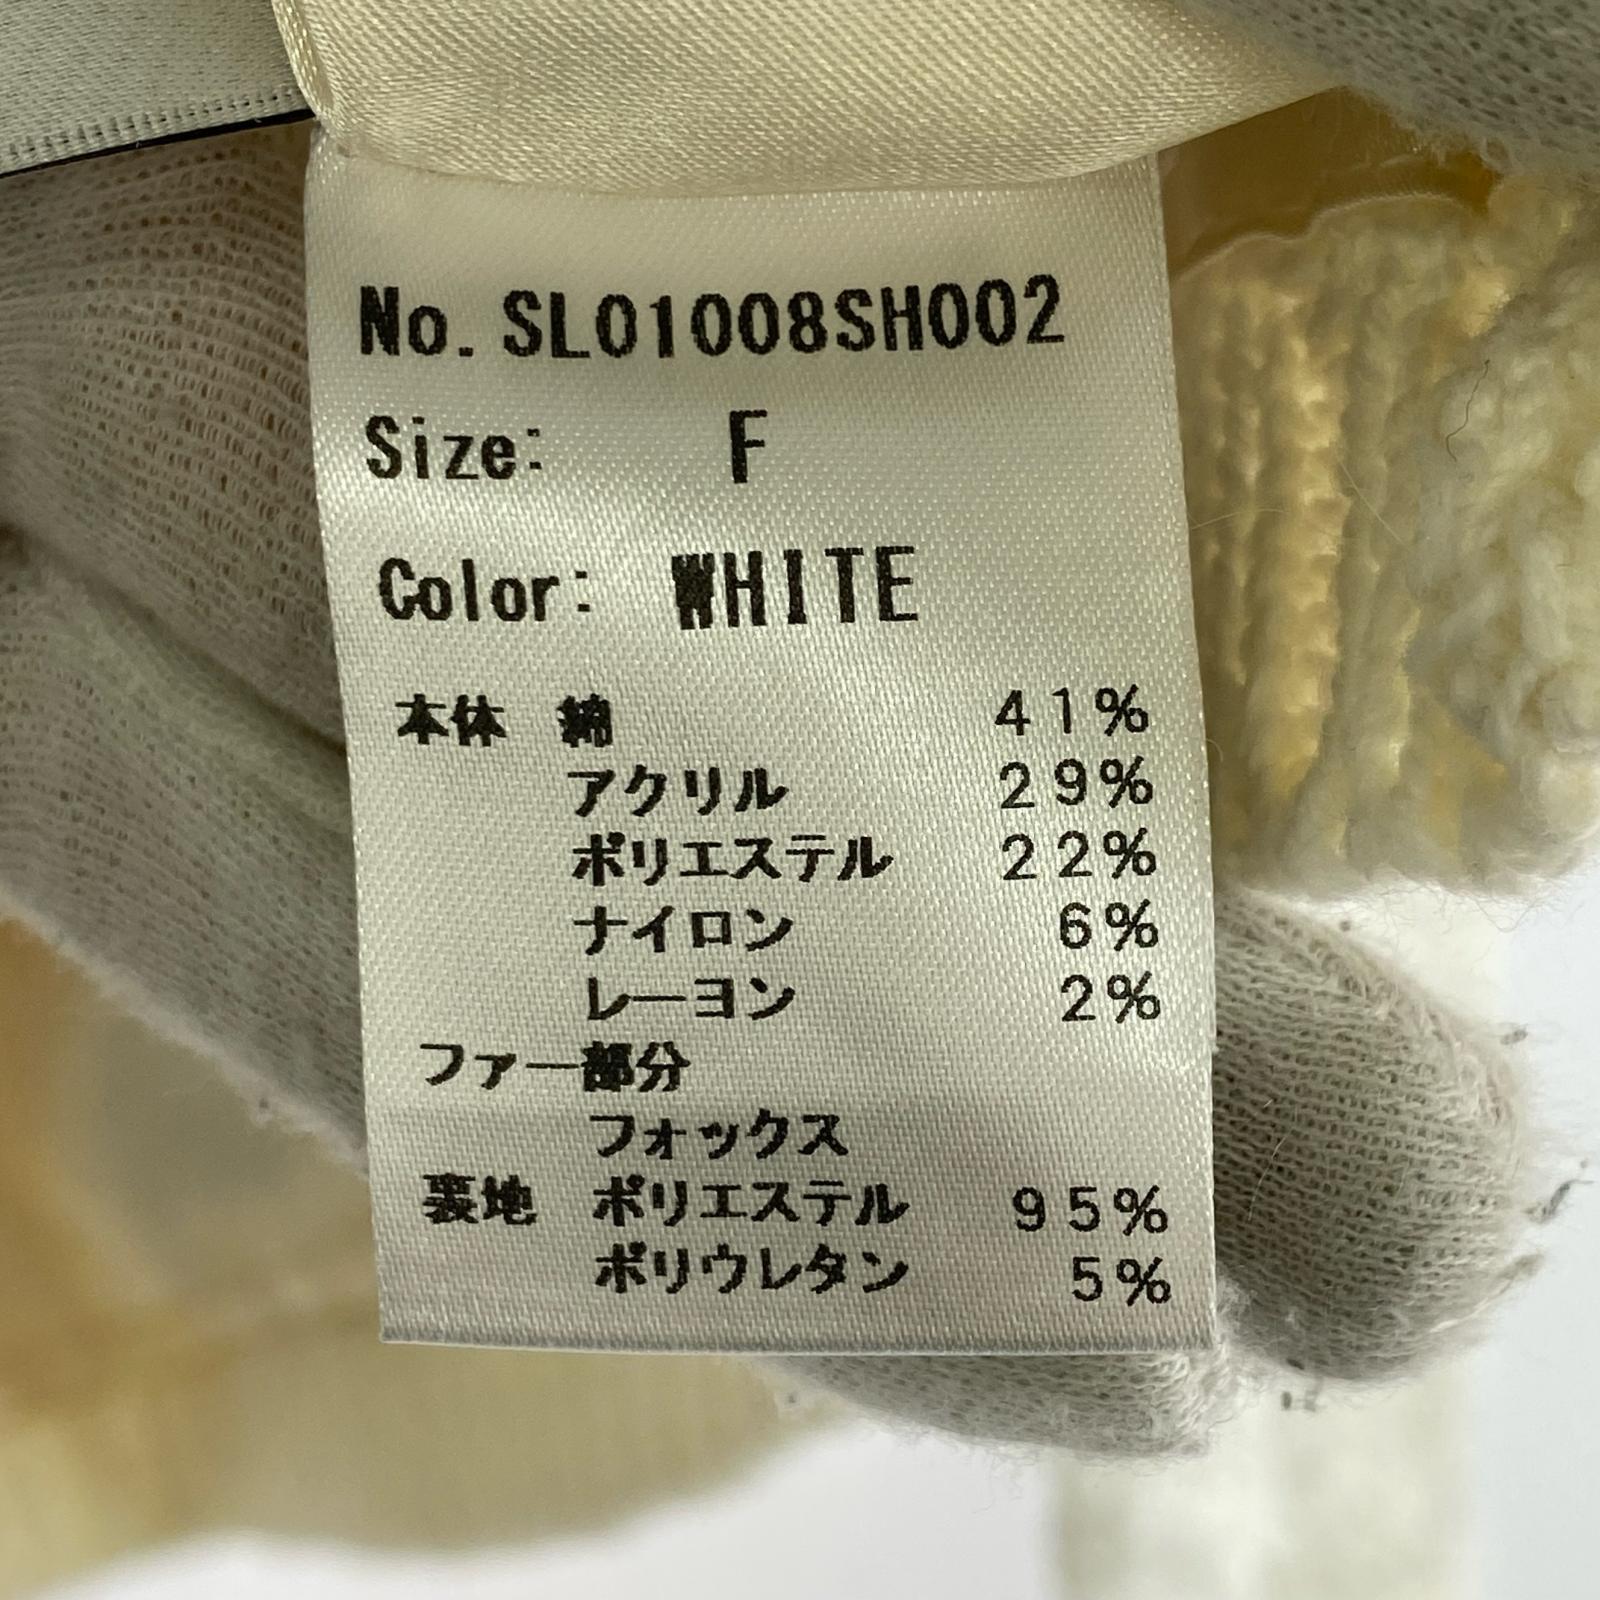 No. SL01008SH002
Size: F
Color: WHITE
本体 綿 41%
アクリル 29%
ポリエステル 22%
ナイロン 6%
レーヨン 2%
ファー部分
フォックス
裏地 ポリエステル 95%
ポリウレタン 5%